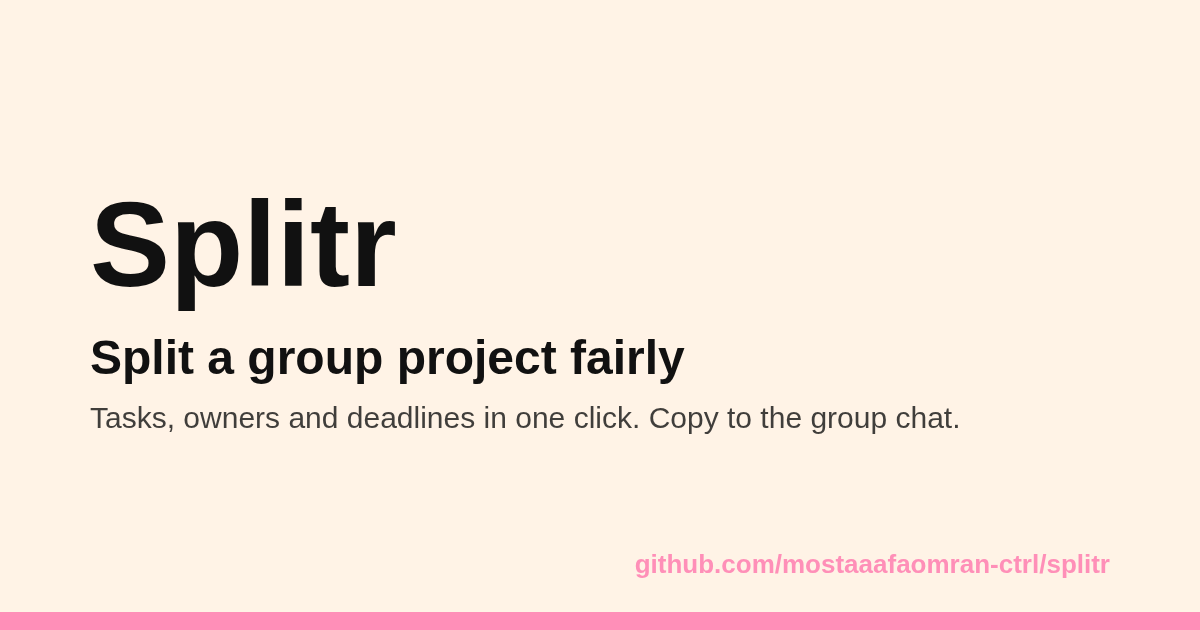 Splitr
Split a group project fairly
Tasks, owners and deadlines in one click. Copy to the group chat.
github.com/mostaaafaomran-ctrl/splitr